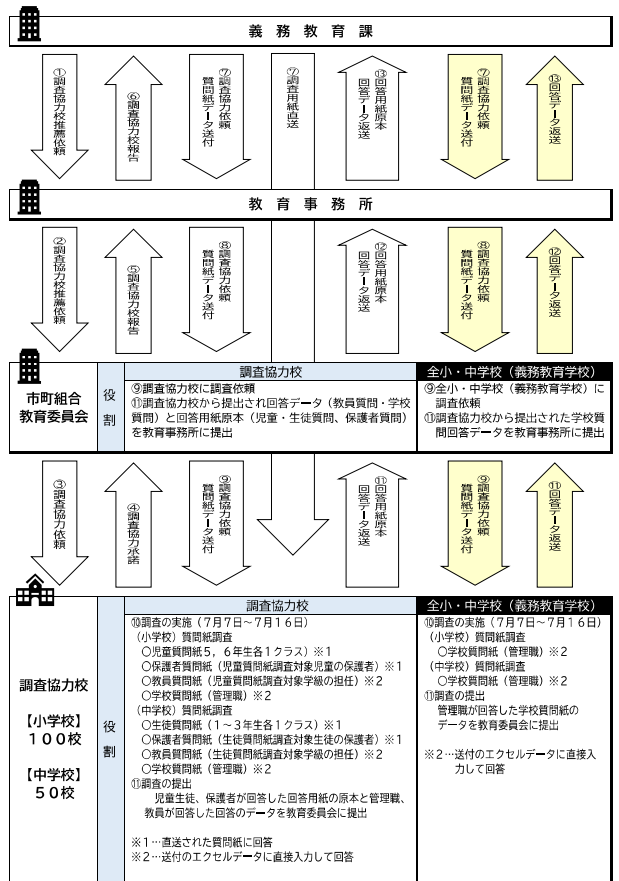 義務教育課
①調査協力校推薦依頼
⑥調査協力校報告
⑦調査協力依頼
質問紙データ送付
⑦調査用紙直送
⑬回答用紙原本
回答データ返送
⑦調査協力依頼
質問紙データ送付
⑬回答データ返送
教育事務所
②調査協力校推薦依頼
⑤調査協力校報告
⑧調査協力依頼
質問紙データ送付
⑫回答用紙原本
回答データ返送
⑧調査協力依頼
質問紙データ送付
⑫回答データ返送
市町組合
教育委員会
役割
調査協力校
⑨調査協力校に調査依頼
⑪調査協力校から提出され回答データ（教員質問・学校
質問）と回答用紙原本（児童・生徒質問、保護者質問）
を教育事務所に提出
全小・中学校（義務教育学校）
⑨全小・中学校（義務教育学校）に
調査依頼
⑪調査協力校から提出された学校質
問回答データを教育事務所に提出
③調査協力依頼
④調査協力承諾
⑨調査協力依頼
質問紙データ送付
⑪回答用紙原本
回答データ返送
⑨調査協力依頼
質問紙データ送付
⑪回答データ返送
調査協力校
【小学校】
１００校
【中学校】
５０校
役割
調査協力校
⑩調査の実施（７月７日～７月１６日）
（小学校）質問紙調査
○児童質問紙５，６年生各１クラス）※１
○保護者質問紙（児童質問紙調査対象児童の保護者）※１
○教員質問紙（児童質問紙調査対象学級の担任）※２
○学校質問紙（管理職）※２
（中学校）質問紙調査
○生徒質問紙（１～３年生各１クラス）※１
○保護者質問紙（生徒質問紙調査対象生徒の保護者）※１
○教員質問紙（生徒質問紙調査対象学級の担任）※２
○学校質問紙（管理職）※２
⑪調査の提出
児童生徒、保護者が回答した回答用紙の原本と管理職、
教員が回答した回答のデータを教育委員会に提出
※１…直送された質問紙に回答
※２…送付のエクセルデータに直接入力して回答
全小・中学校（義務教育学校）
⑩調査の実施（７月７日～７月１６日）
（小学校）質問紙調査
○学校質問紙（管理職）※２
（中学校）質問紙調査
○学校質問紙（管理職）※２
⑪調査の提出
管理職が回答した学校質問紙の
データを教育委員会に提出
※２…送付のエクセルデータに直接入
力して回答